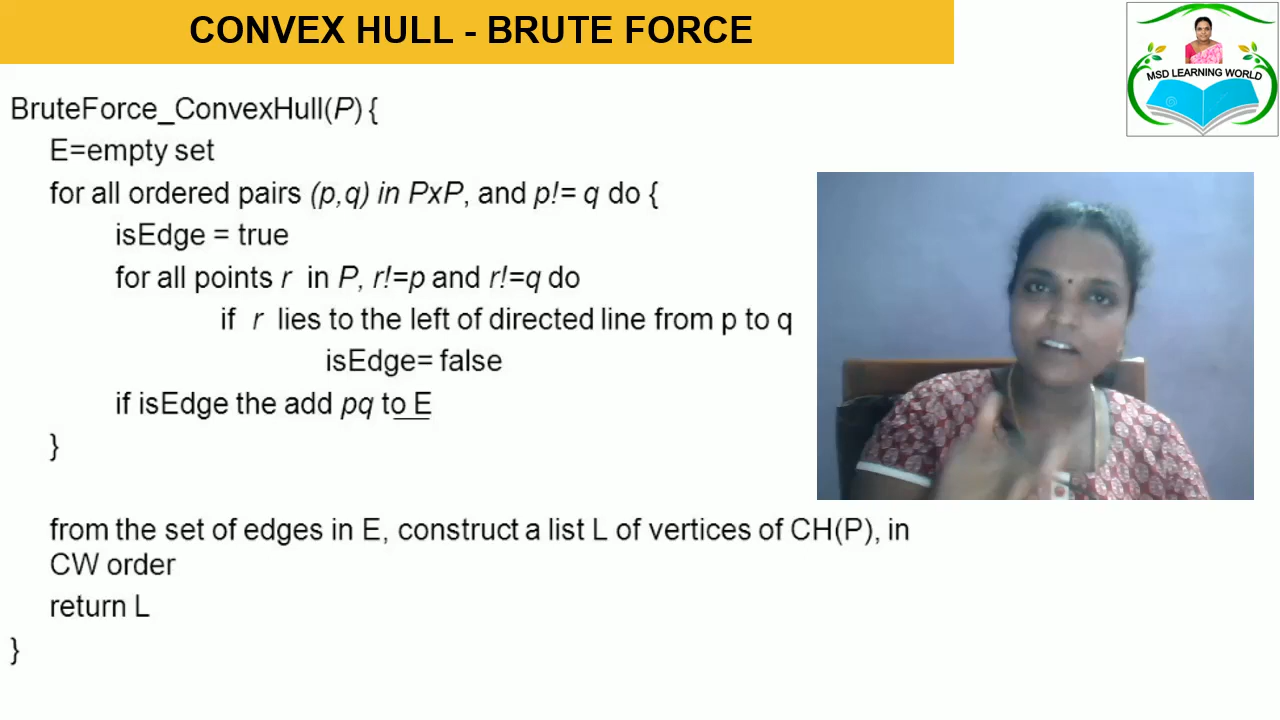 CONVEX HULL - BRUTE FORCE
MSD LEARNING WORLD
BruteForce_ConvexHull(P) {
E=empty set
for all ordered pairs (p,q) in PxP, and p!= q do {
isEdge = true
for all points r in P, r!=p and r!=q do
if r lies to the left of directed line from p to q
isEdge= false
if isEdge the add pq to E
}
from the set of edges in E, construct a list L of vertices of CH(P), in
CW order
return L
}